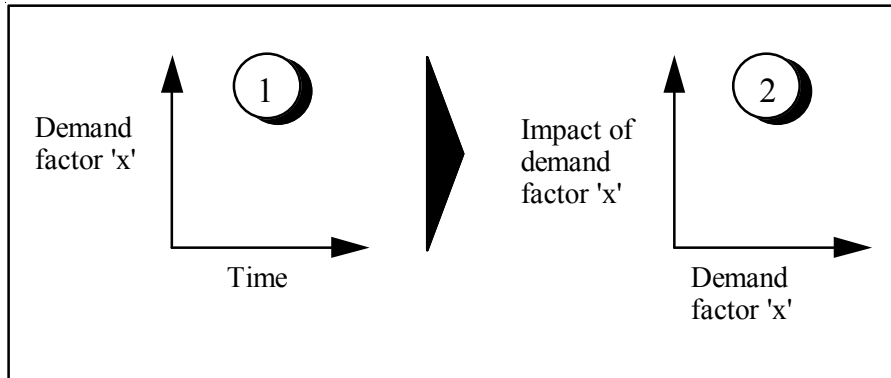 1
Demand
factor 'x'
Time
2
Impact of
demand
factor 'x'
Demand
factor 'x'